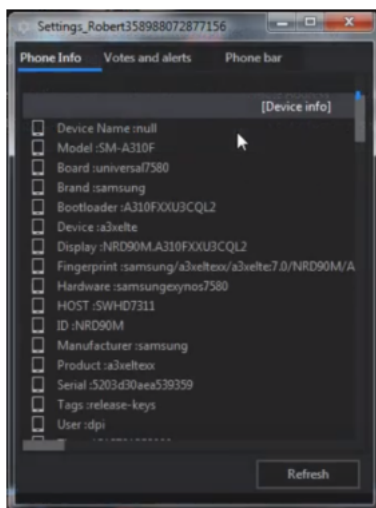 Settings_Robert358988072877156
Phone Info Votes and alerts Phone bar
[Device info]
Device Name :null
Model :SM-A310F
Board :universal7580
Brand :samsung
Bootloader :A310FXXU3CQL2
Device :a3xelte
Display :NRD90M.A310FXXU3CQL2
Fingerprint :samsung/a3xeltexx/a3xelte:7.0/NRD90M/A
Hardware :samsungexynos7580
HOST :SWHD7311
ID :NRD90M
Manufacturer :samsung
Product :a3xeltexx
Serial :5203d30aea539359
Tags :release-keys
User :dpi
Refresh